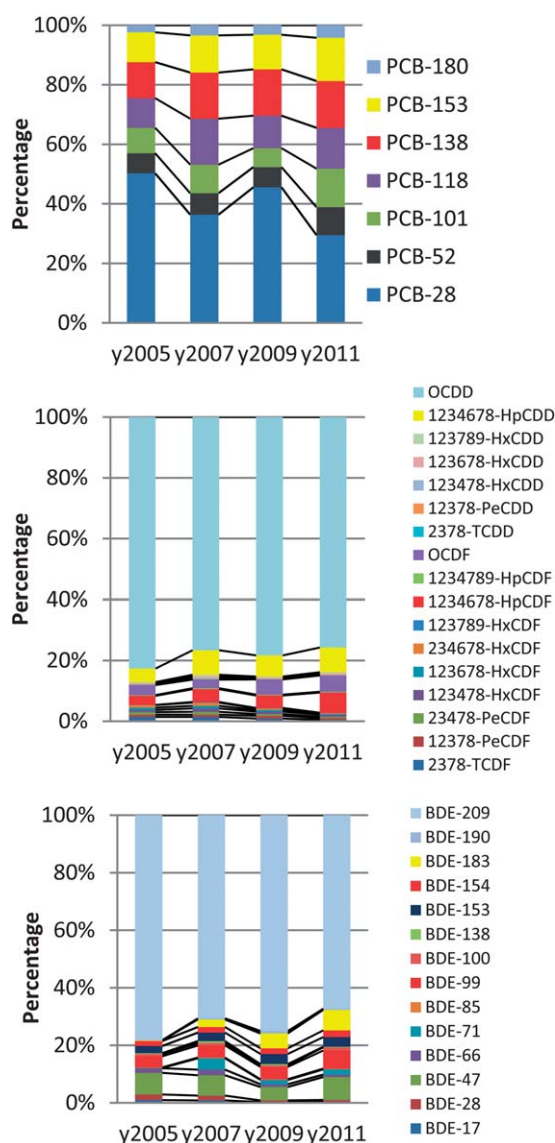 100%
80%
60%
40%
20%
0%
Percentage
y2005 y2007 y2009 y2011
PCB-180
PCB-153
PCB-138
PCB-118
PCB-101
PCB-52
PCB-28
100%
80%
60%
40%
20%
0%
Percentage
y2005 y2007 y2009 y2011
OCDD
1234678-HpCDD
123789-HxCDD
123678-HxCDD
123478-HxCDD
12378-PeCDD
2378-TCDD
OCDF
1234789-HpCDF
1234678-HpCDF
123789-HxCDF
234678-HxCDF
123678-HxCDF
123478-HxCDF
23478-PeCDF
12378-PeCDF
2378-TCDF
100%
80%
60%
40%
20%
0%
Percentage
y2005 y2007 y2009 y2011
BDE-209
BDE-190
BDE-183
BDE-154
BDE-153
BDE-138
BDE-100
BDE-99
BDE-85
BDE-71
BDE-66
BDE-47
BDE-28
BDE-17